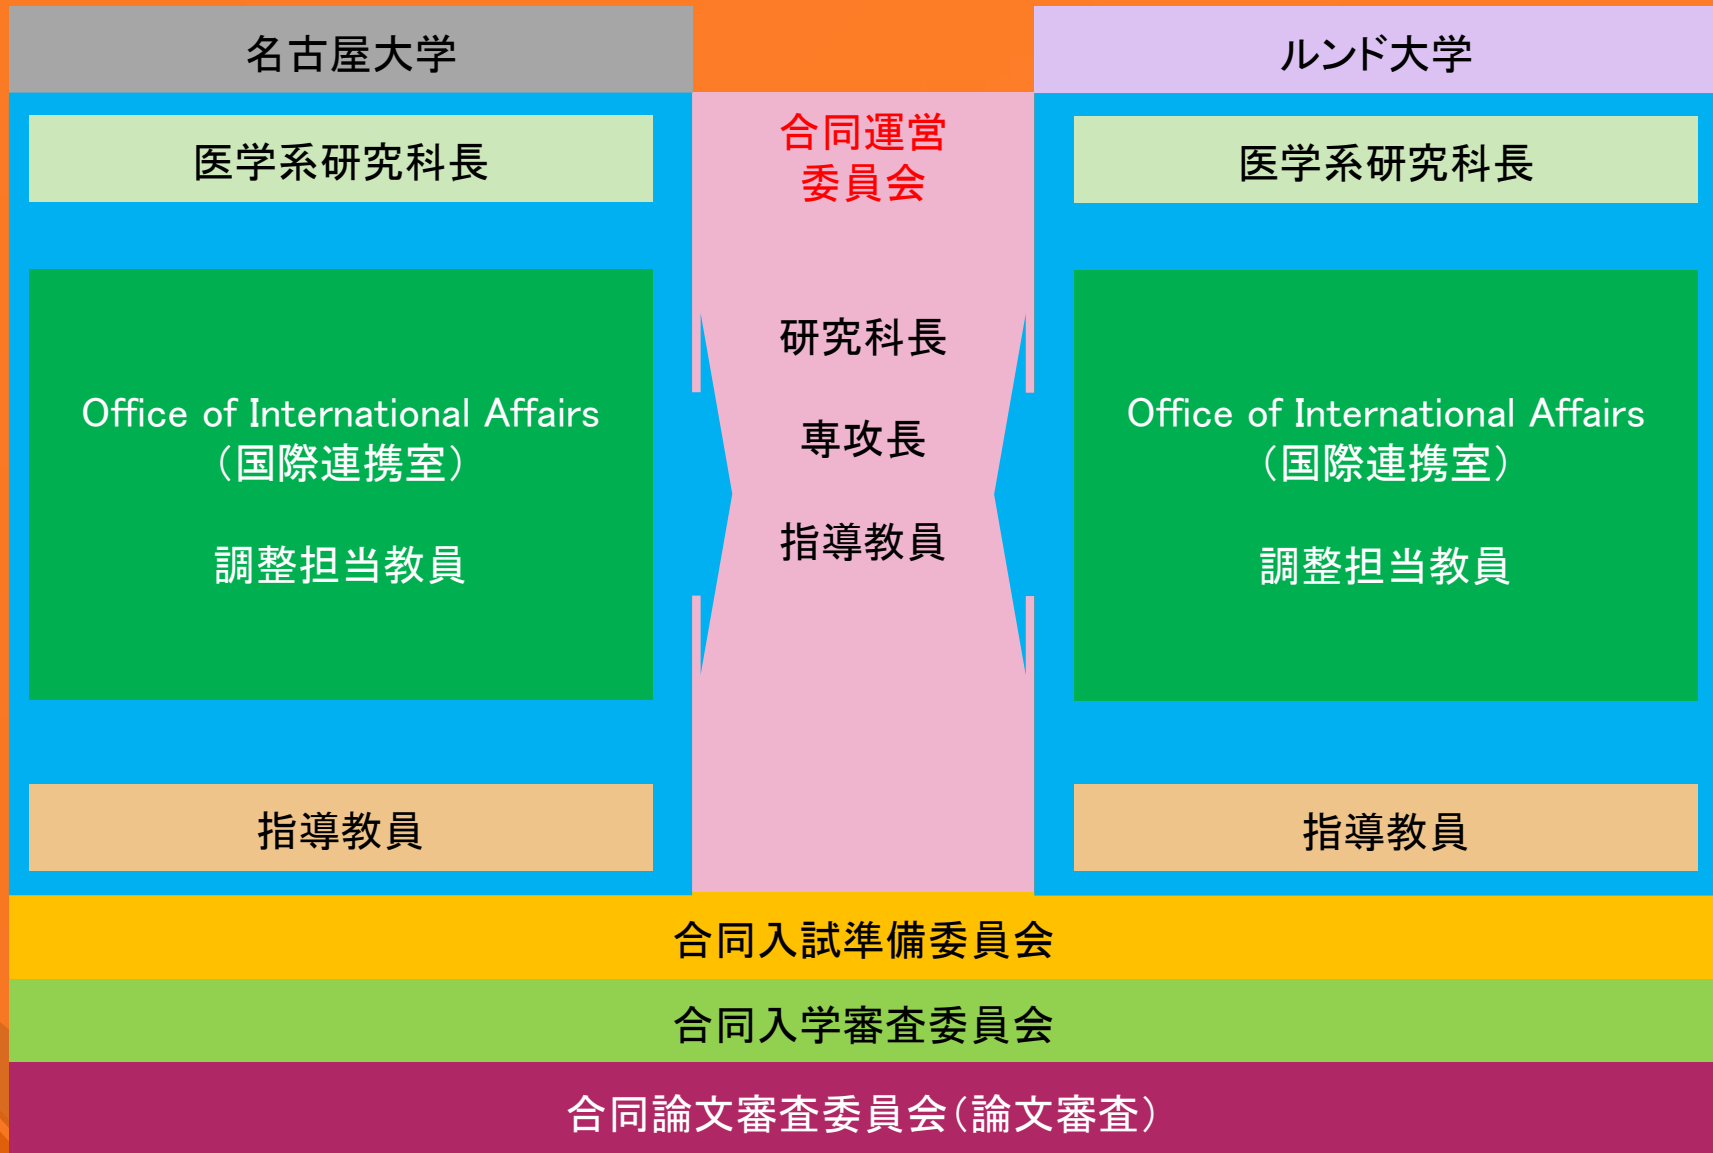 名古屋大学
医学系研究科長
Office of International Affairs
（国際連携室）
調整担当教員
指導教員
合同運営
委員会
研究科長
専攻長
指導教員
ルンド大学
医学系研究科長
Office of International Affairs
（国際連携室）
調整担当教員
指導教員
合同入試準備委員会
合同入学審査委員会
合同論文審査委員会（論文審査）